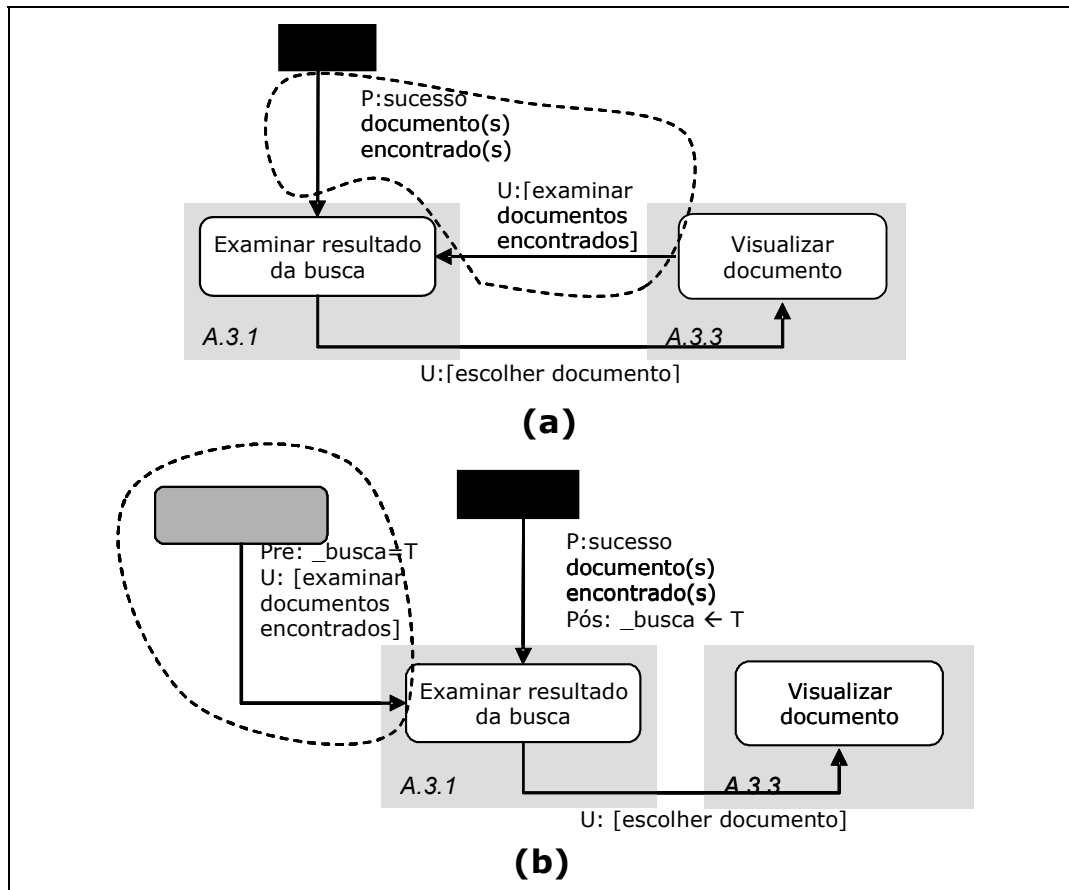 P:sucesso
documento(s)
encontrado(s)
U:[examinar
documentos
encontrados]
Examinar resultado
da busca
Visualizar
documento
A.3.1
A.3.3
U:[escolher documento]
(a)
Pré: _busca=T
U: [examinar
documentos
encontrados]
P:sucesso
documento(s)
encontrado(s)
Pós: _busca ← T
Examinar resultado
da busca
Visualizar
documento
A.3.1
A.3.3
U: [escolher documento]
(b)